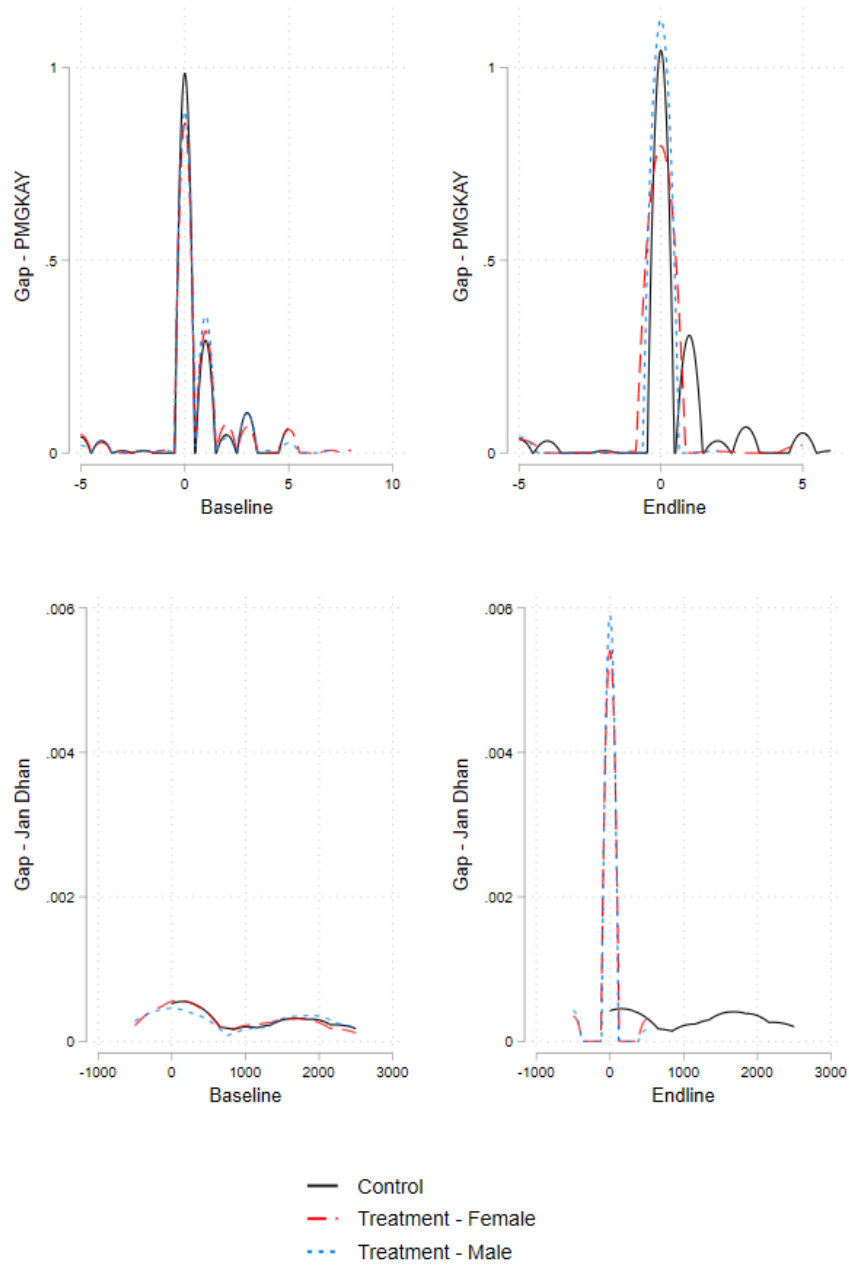 1
.5
0
Gap - PMGKAY
-5 0 5 10
Baseline
1
.5
0
Gap - PMGKAY
-5 0 5
Endline
.006
.004
.002
0
Gap - Jan Dhan
-1000 0 1000 2000 3000
Baseline
.006
.004
.002
0
Gap - Jan Dhan
-1000 0 1000 2000 3000
Endline
Control
Treatment - Female
Treatment - Male